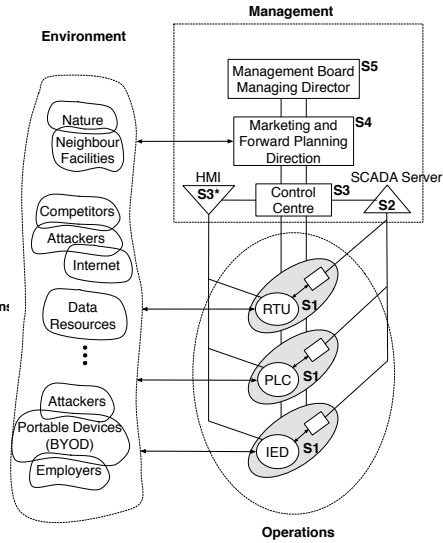 Management
Environment
Management Board
Managing Director
S5
Marketing and
Forward Planning
Direction
S4
HMI
S3*
Control
Centre
S3
SCADA Server
S2
Nature
Neighbour
Facilities
Competitors
Attackers
Internet
Data
Resources
Attackers
Portable Devices
(BYOD)
Employers
RTU
S1
PLC
S1
IED
S1
Operations